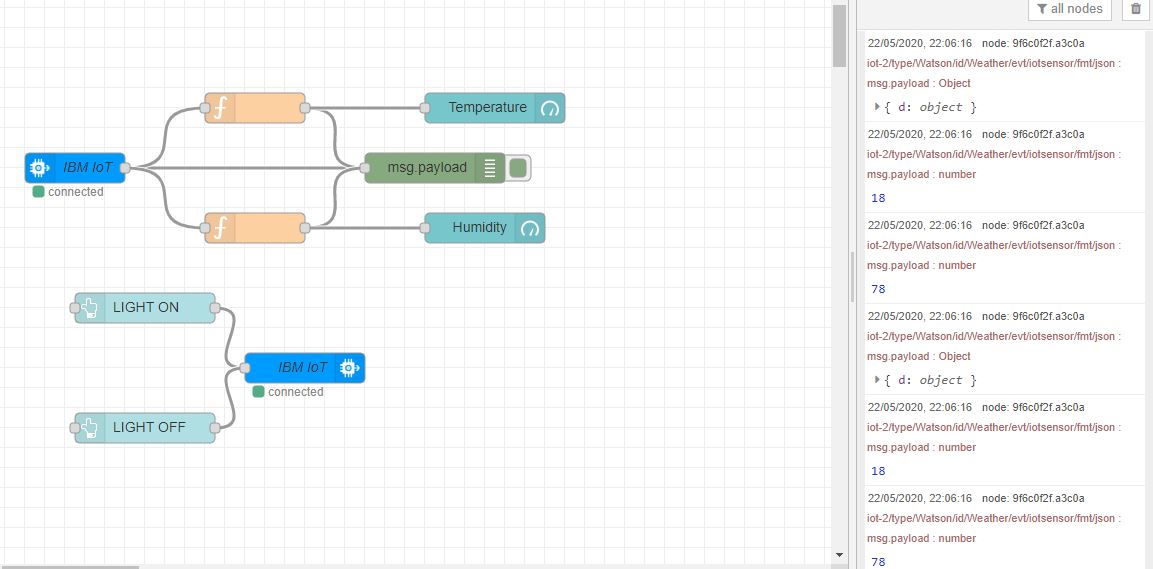 all nodes
Temperature
IBM IoT
msg.payload
connected
Humidity
LIGHT ON
IBM IoT
connected
LIGHT OFF
22/05/2020, 22:06:16 node: 9f6c0f2f.a3c0a
iot-2/type/Watson/id/Weather/evt/iotsensor/fmt/json :
msg.payload : Object
{ d: object }
22/05/2020, 22:06:16 node: 9f6c0f2f.a3c0a
iot-2/type/Watson/id/Weather/evt/iotsensor/fmt/json :
msg.payload : number
18
22/05/2020, 22:06:16 node: 9f6c0f2f.a3c0a
iot-2/type/Watson/id/Weather/evt/iotsensor/fmt/json :
msg.payload : number
78
22/05/2020, 22:06:16 node: 9f6c0f2f.a3c0a
iot-2/type/Watson/id/Weather/evt/iotsensor/fmt/json :
msg.payload : Object
{ d: object }
22/05/2020, 22:06:16 node: 9f6c0f2f.a3c0a
iot-2/type/Watson/id/Weather/evt/iotsensor/fmt/json :
msg.payload : number
18
22/05/2020, 22:06:16 node: 9f6c0f2f.a3c0a
iot-2/type/Watson/id/Weather/evt/iotsensor/fmt/json :
msg.payload : number
78